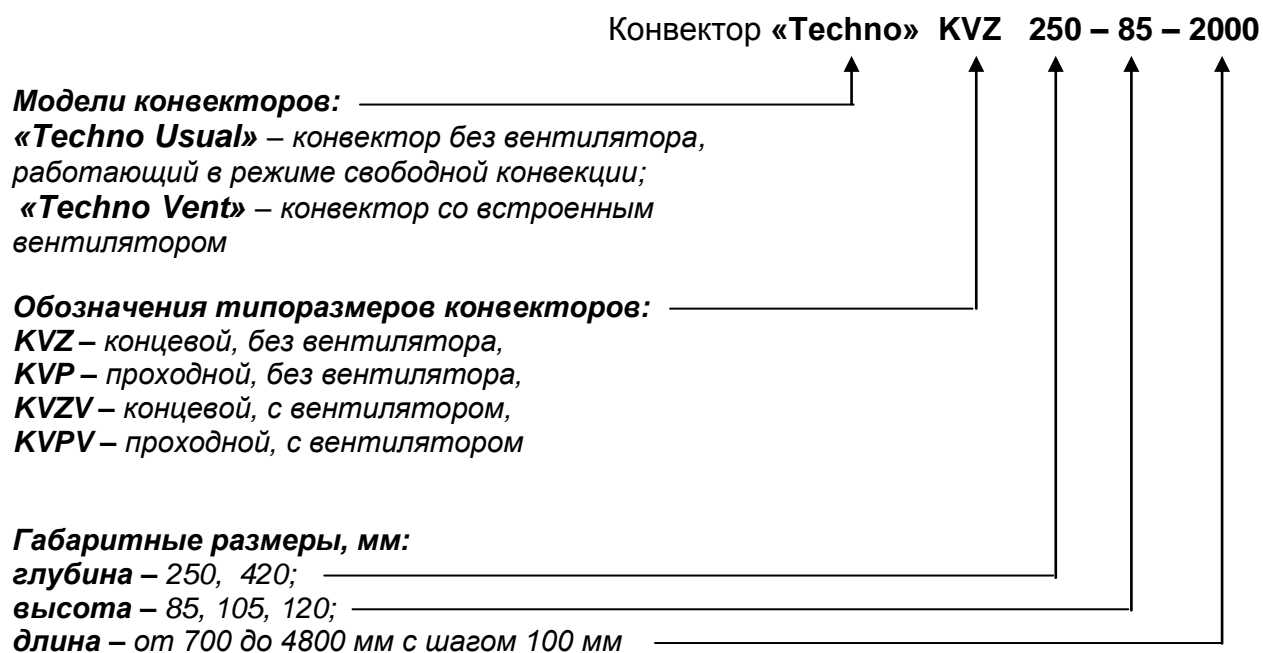 Конвектор «Techno» KVZ 250 – 85 – 2000
Модели конвекторов:
«Techno Usual» – конвектор без вентилятора,
работающий в режиме свободной конвекции;
«Techno Vent» – конвектор со встроенным
вентилятором
Обозначения типоразмеров конвекторов:
KVZ – концевой, без вентилятора,
KVP – проходной, без вентилятора,
KVZV – концевой, с вентилятором,
KVPV – проходной, с вентилятором
Габаритные размеры, мм:
глубина – 250, 420;
высота – 85, 105, 120;
длина – от 700 до 4800 мм с шагом 100 мм